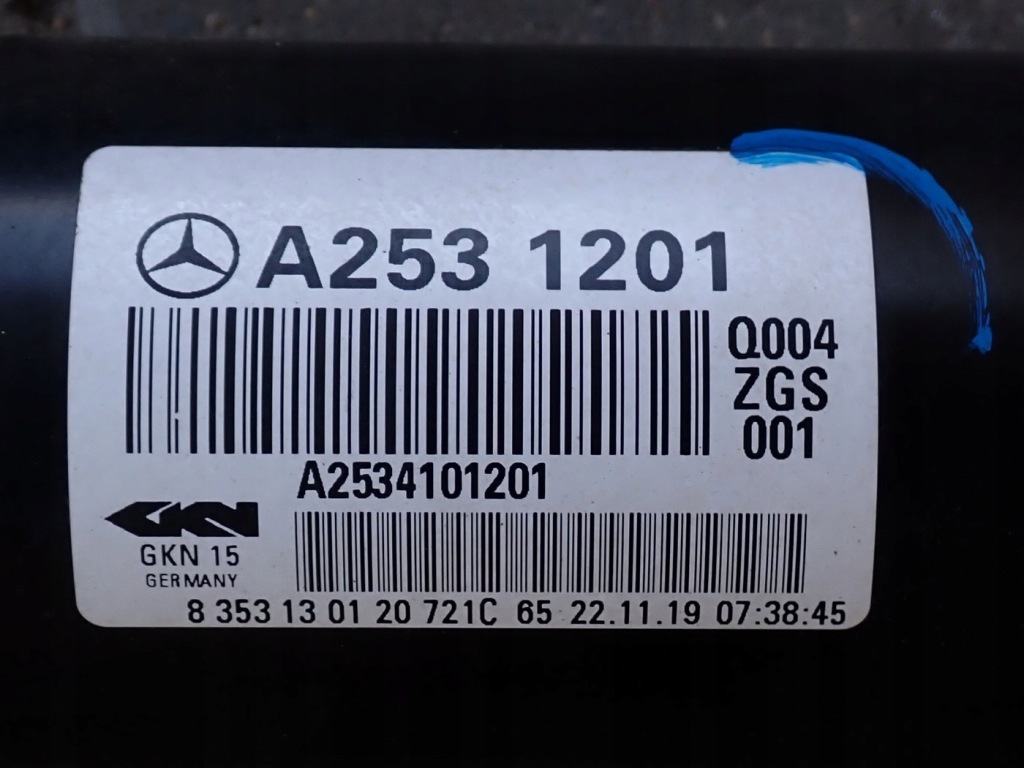 A253 1201
Q004
ZGS
001
A2534101201
GKN
GKN 15
GERMANY
8 353 13 01 20 721C 65 22.11.19 07:38:45